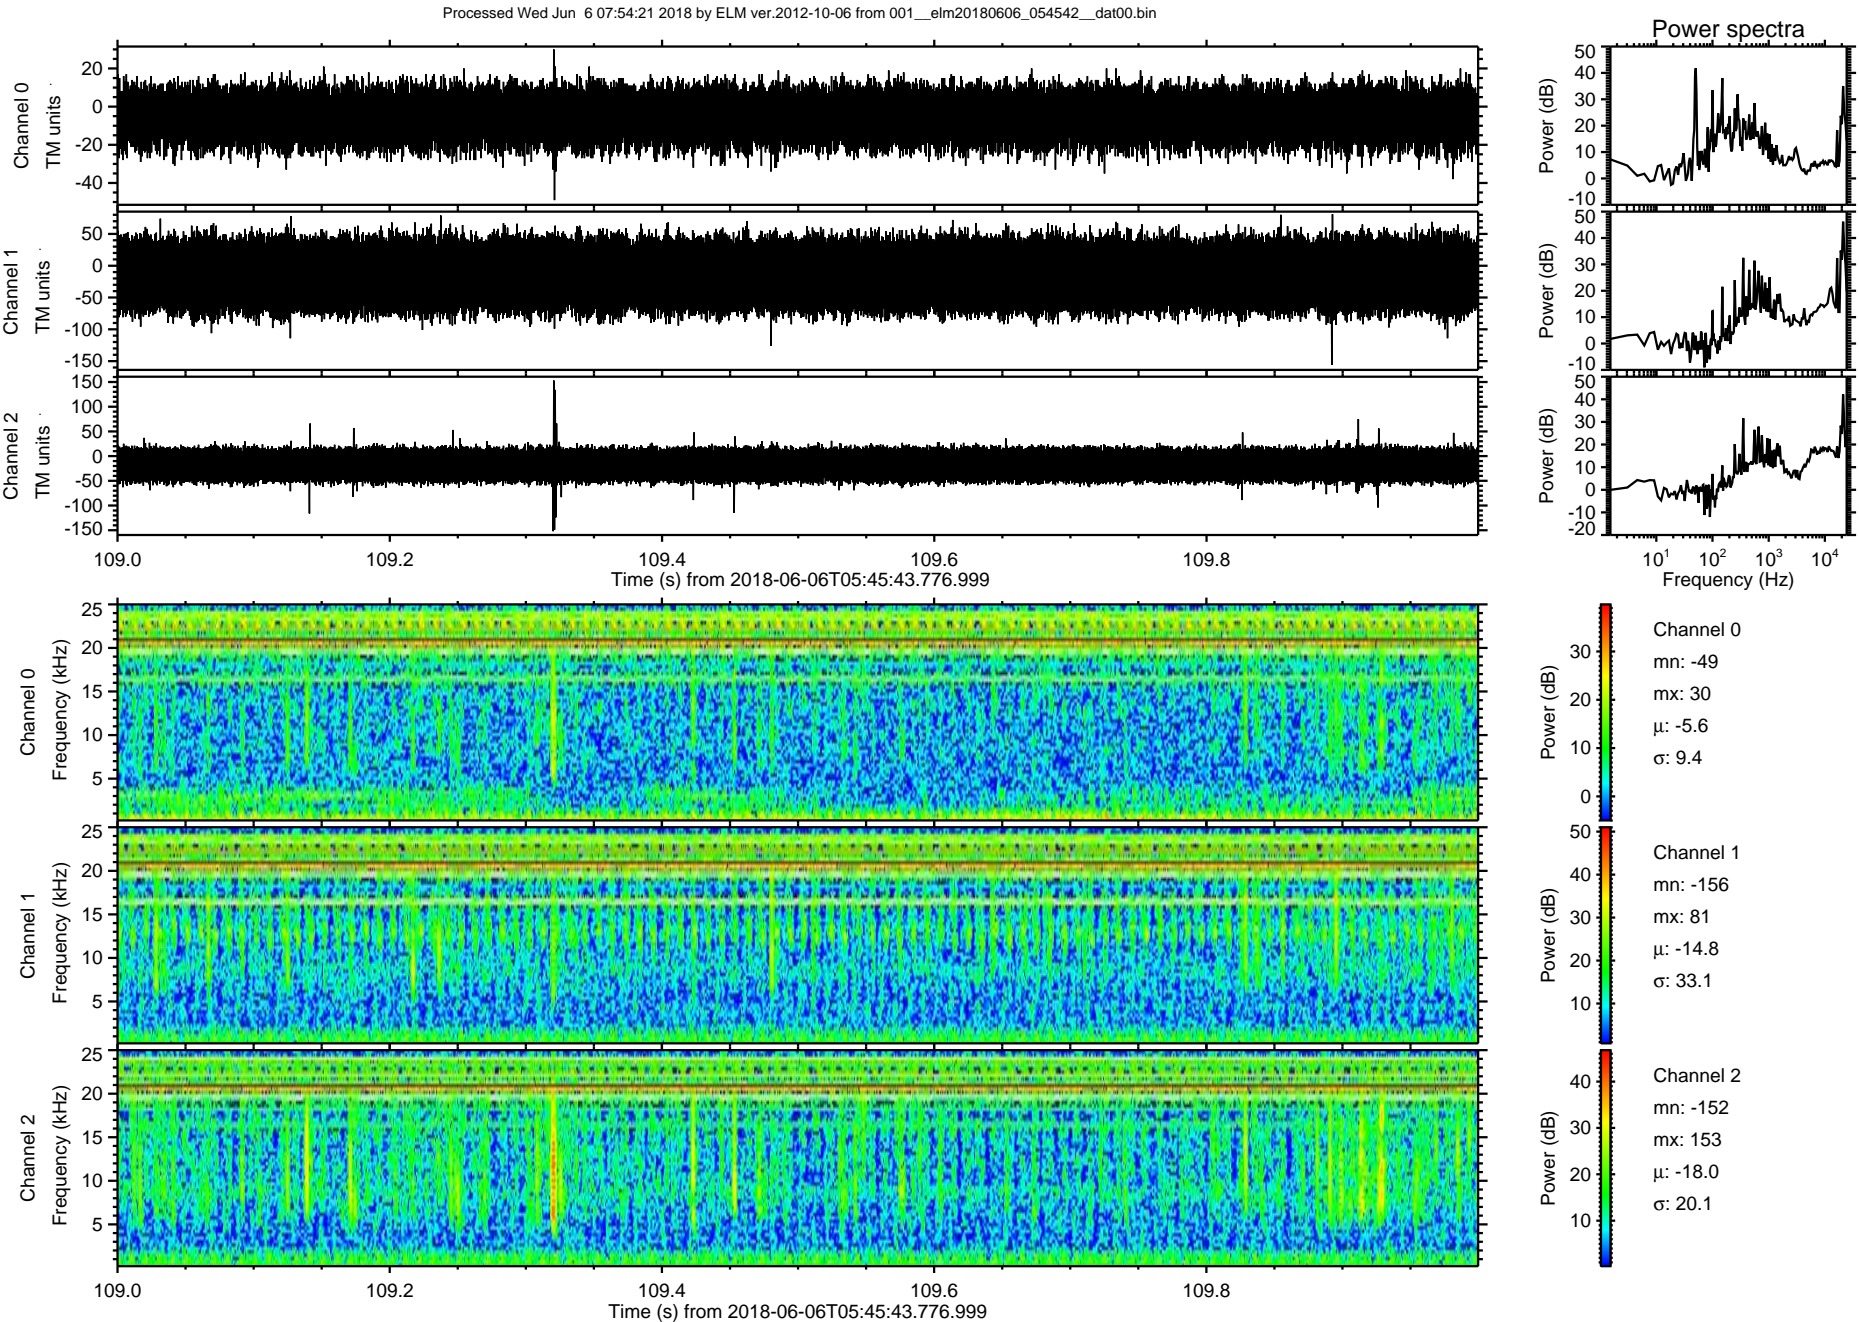 Processed Wed Jun  6 07:54:21 2018 by ELM ver.2012-10-06 from 001__elm20180606_054542__dat00.bin
Power spectra
Channel 0
TM units
20
0
-20
-40
Power (dB)
50
40
30
20
10
0
-10
Channel 1
TM units
50
0
-50
-100
-150
Power (dB)
50
40
30
20
10
0
-10
Channel 2
TM units
150
100
50
0
-50
-100
-150
Power (dB)
50
40
30
20
10
0
-10
-20
109.0 109.2 109.4 109.6 109.8
Time (s) from 2018-06-06T05:45:43.776.999
10^1 10^2 10^3 10^4
Frequency (Hz)
Channel 0
Frequency (kHz)
25
20
15
10
5
Power (dB)
30
20
10
0
Channel 0
mn: -49
mx: 30
μ: -5.6
σ: 9.4
Channel 1
Frequency (kHz)
25
20
15
10
5
Power (dB)
50
40
30
20
10
Channel 1
mn: -156
mx: 81
μ: -14.8
σ: 33.1
Channel 2
Frequency (kHz)
25
20
15
10
5
Power (dB)
40
30
20
10
Channel 2
mn: -152
mx: 153
μ: -18.0
σ: 20.1
109.0 109.2 109.4 109.6 109.8
Time (s) from 2018-06-06T05:45:43.776.999